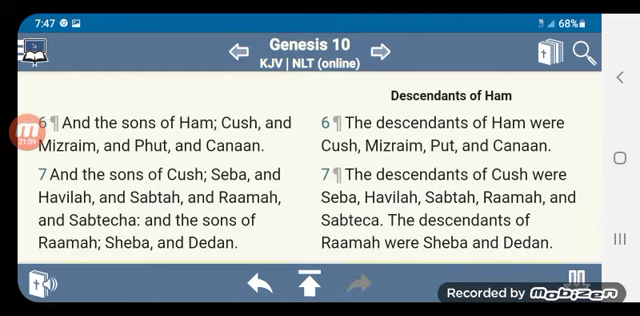 7:47 68%
Genesis 10
KJV | NLT (online)
6 ¶ And the sons of Ham; Cush, and
Mizraim, and Phut, and Canaan.
7 And the sons of Cush; Seba, and
Havilah, and Sabtah, and Raamah,
and Sabtecha: and the sons of
Raamah; Sheba, and Dedan.
Descendants of Ham
6 ¶ The descendants of Ham were
Cush, Mizraim, Put, and Canaan.
7 ¶ The descendants of Cush were
Seba, Havilah, Sabtah, Raamah, and
Sabteca. The descendants of
Raamah were Sheba and Dedan.
21:09
Recorded by Mobizen